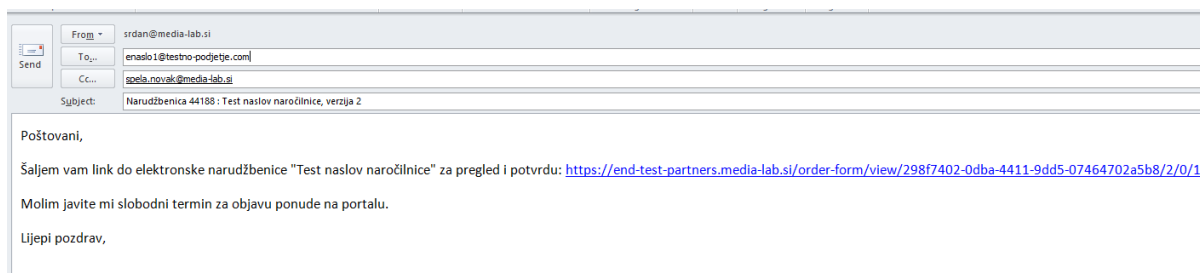 From srdan@media-lab.si
Send
To... enaslo1@testno-podjetje.com
Cc... spela.novak@media-lab.si
Subject: Narudžbenica 44188 : Test naslov naročilnice, verzija 2
Poštovani,
Šaljem vam link do elektronske narudžbenice "Test naslov naročilnice" za pregled i potvrdu: https://end-test-partners.media-lab.si/order-form/view/298f7402-0dba-4411-9dd5-07464702a5b8/2/0/1
Molim javite mi slobodni termin za objavu ponude na portalu.
Lijepi pozdrav,